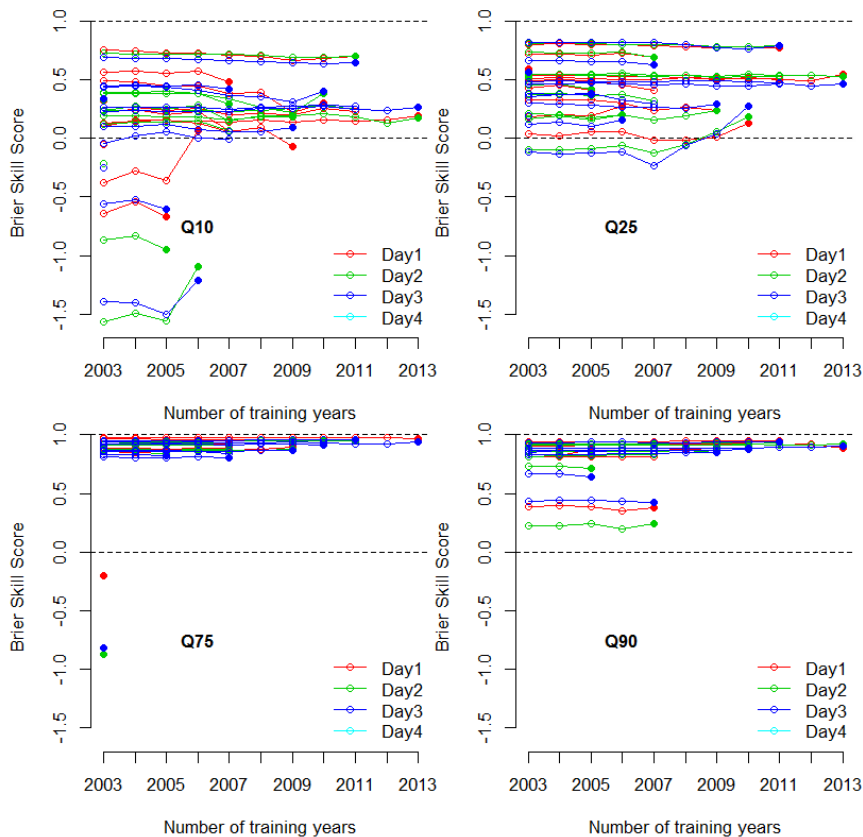 1.0
0.5
0.0
-0.5
-1.0
-1.5
Brier Skill Score
Q10
Day1
Day2
Day3
Day4
2003 2005 2007 2009 2011 2013
Number of training years
1.0
0.5
0.0
-0.5
-1.0
-1.5
Brier Skill Score
Q25
Day1
Day2
Day3
Day4
2003 2005 2007 2009 2011 2013
Number of training years
1.0
0.5
0.0
-0.5
-1.0
-1.5
Brier Skill Score
Q75
Day1
Day2
Day3
Day4
2003 2005 2007 2009 2011 2013
Number of training years
1.0
0.5
0.0
-0.5
-1.0
-1.5
Brier Skill Score
Q90
Day1
Day2
Day3
Day4
2003 2005 2007 2009 2011 2013
Number of training years